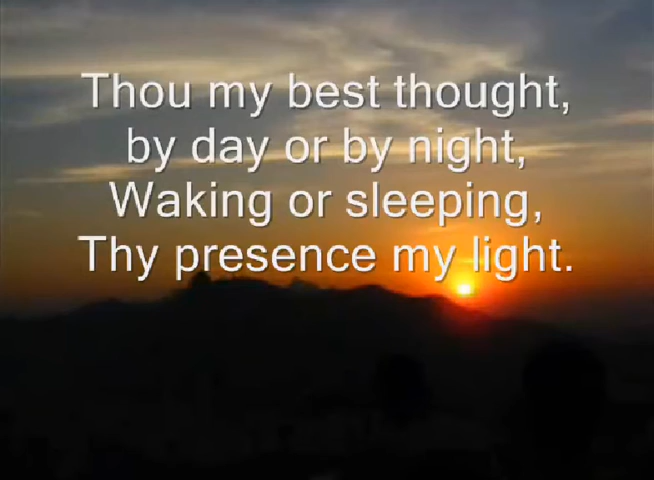 Thou my best thought,
by day or by night,
Waking or sleeping,
Thy presence my light.